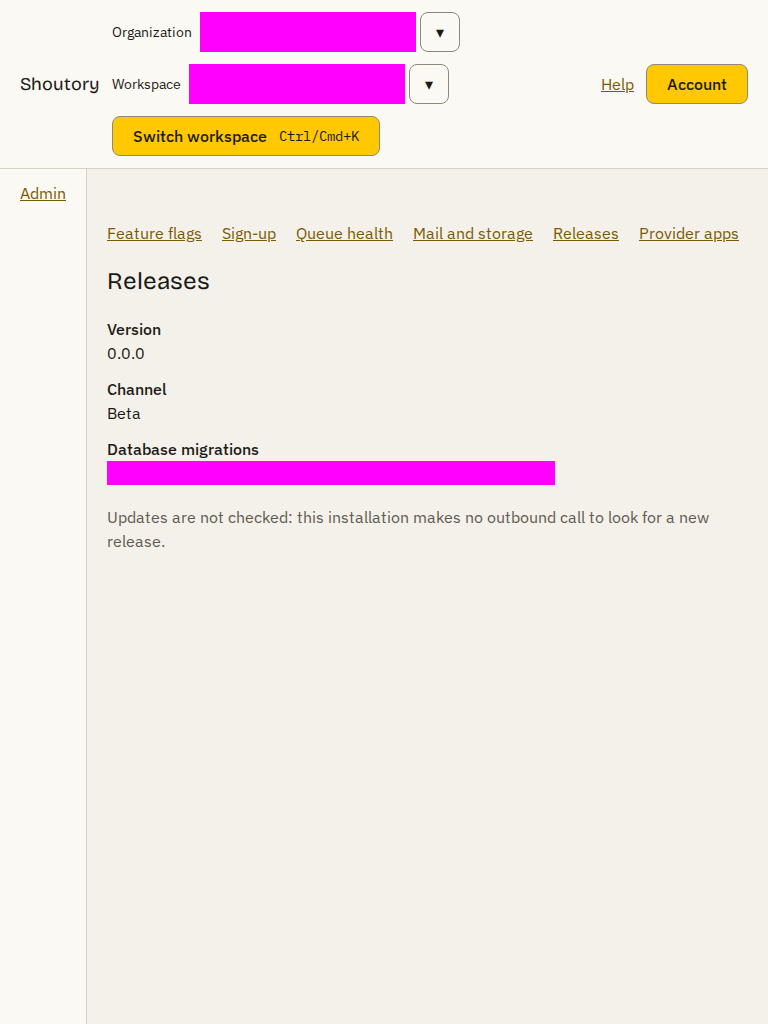 Organization ▼
Shoutory Workspace ▼ Help Account
Switch workspace Ctrl/Cmd+K
Admin
Feature flags Sign-up Queue health Mail and storage Releases Provider apps
Releases
Version
0.0.0
Channel
Beta
Database migrations
Updates are not checked: this installation makes no outbound call to look for a new
release.